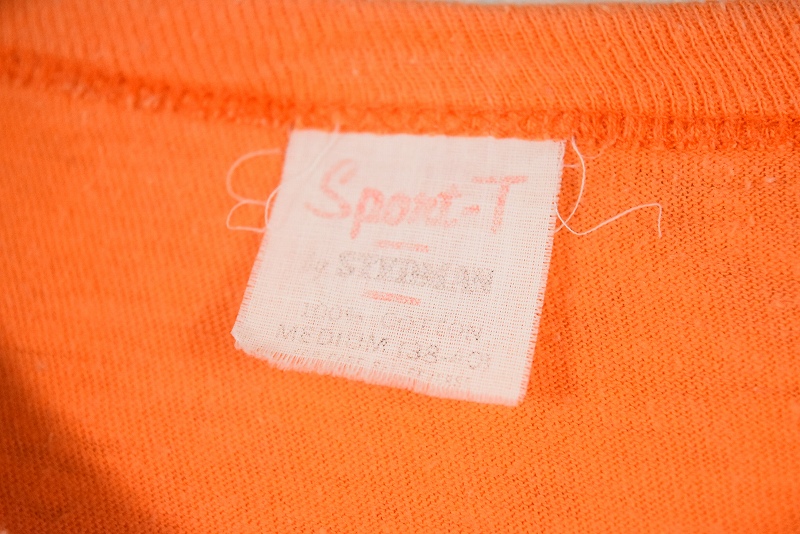 Sport-T
by STEDMAN
100% COTTON
MEDIUM (38-40)